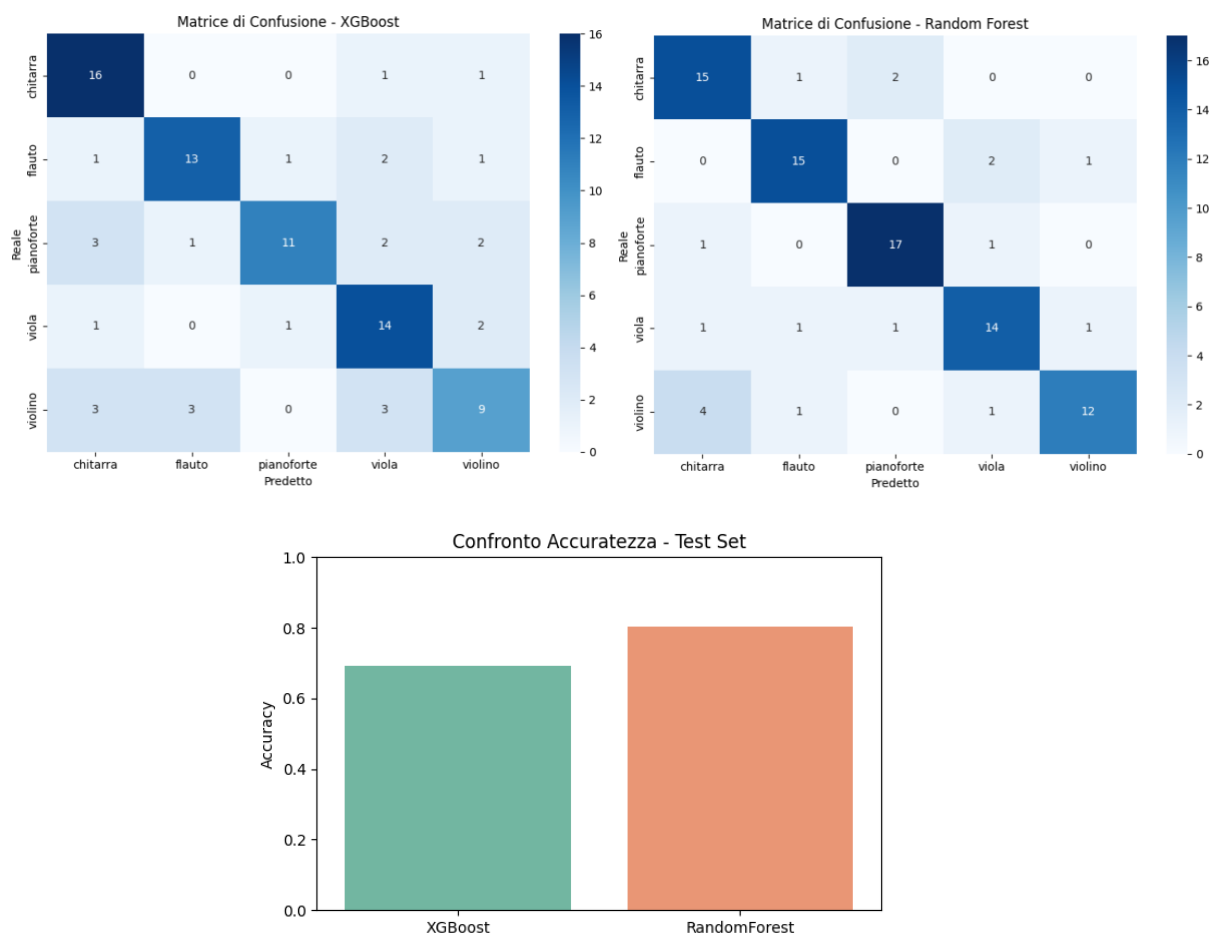 Matrice di Confusione - XGBoost
chitarra 16 0 0 1 1
flauto 1 13 1 2 1
pianoforte 3 1 11 2 2
viola 1 0 1 14 2
violino 3 3 0 3 9
Reale
chitarra flauto pianoforte viola violino
Predetto
16
14
12
10
8
6
4
2
0
Matrice di Confusione - Random Forest
chitarra 15 1 2 0 0
flauto 0 15 0 2 1
pianoforte 1 0 17 1 0
viola 1 1 1 14 1
violino 4 1 0 1 12
Reale
chitarra flauto pianoforte viola violino
Predetto
16
14
12
10
8
6
4
2
0
Confronto Accuratezza - Test Set
1.0
0.8
0.6
0.4
0.2
0.0
Accuracy
XGBoost RandomForest